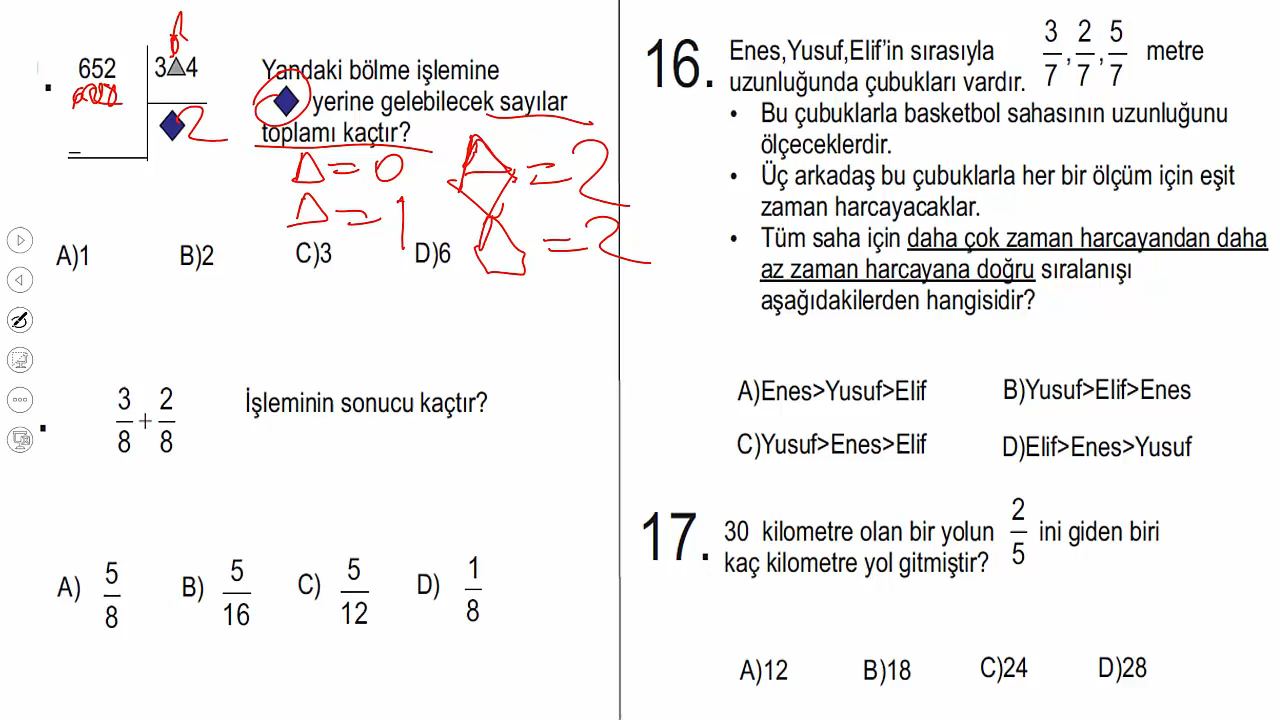 652
3▲4
◆ 2
Yandaki bölme işlemine
◆ yerine gelebilecek sayılar
toplamı kaçtır?
Δ = 0
Δ = 1
= 2
= 2
A)1 B)2 C)3 D)6
3/8 + 2/8 İşleminin sonucu kaçtır?
A) 5/8 B) 5/16 C) 5/12 D) 1/8
16. Enes,Yusuf,Elif'in sırasıyla 3/7, 2/7, 5/7 metre
uzunluğunda çubukları vardır.
• Bu çubuklarla basketbol sahasının uzunluğunu
ölçeceklerdir.
• Üç arkadaş bu çubuklarla her bir ölçüm için eşit
zaman harcayacaklar.
• Tüm saha için daha çok zaman harcayandan daha
az zaman harcayana doğru sıralanışı
aşağıdakilerden hangisidir?
A)Enes>Yusuf>Elif B)Yusuf>Elif>Enes
C)Yusuf>Enes>Elif D)Elif>Enes>Yusuf
17. 30 kilometre olan bir yolun 2/5 ini giden biri
kaç kilometre yol gitmiştir?
A)12 B)18 C)24 D)28